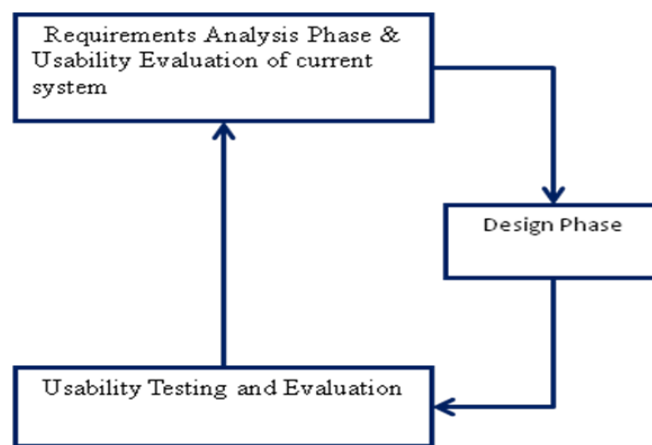 Requirements Analysis Phase &
Usability Evaluation of current
system
Design Phase
Usability Testing and Evaluation